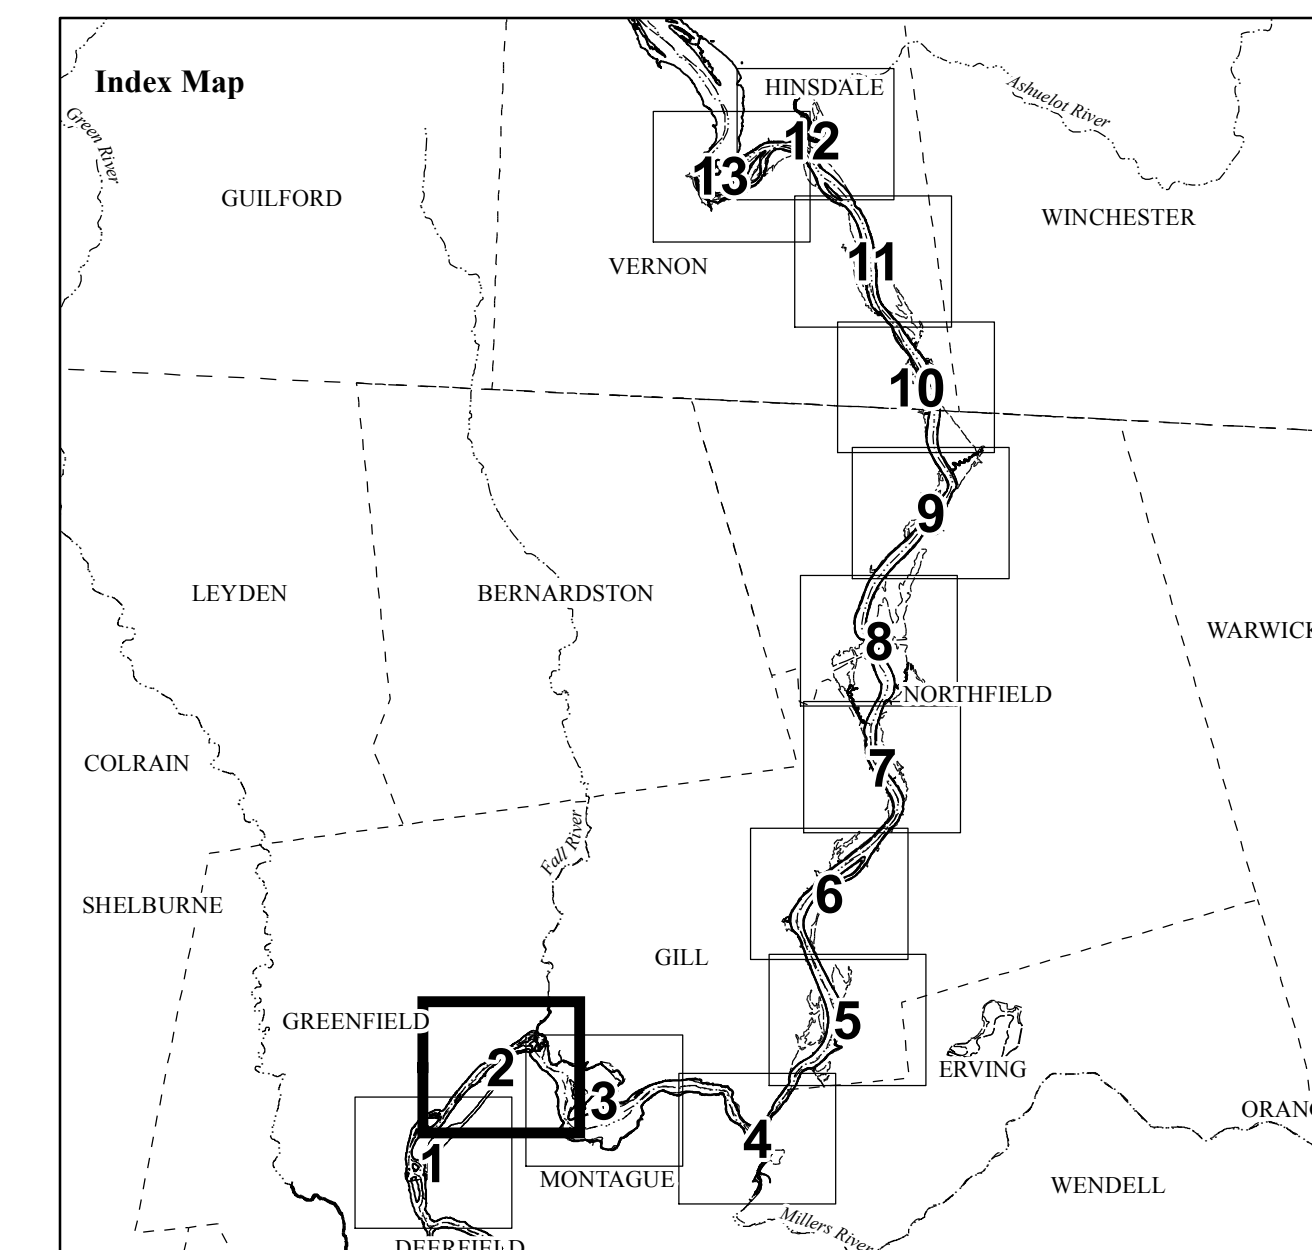 Index Map
HINSDALE
Ashuelot River
Green River
12
13
GUILFORD
WINCHESTER
VERNON
11
10
9
LEYDEN
BERNARDSTON
WARWICK
8
NORTHFIELD
COLRAIN
7
Fall River
6
SHELBURNE
GILL
GREENFIELD
5
2
ERVING
3
ORANG
4
1
MONTAGUE
WENDELL
Millers River
DEERFIELD